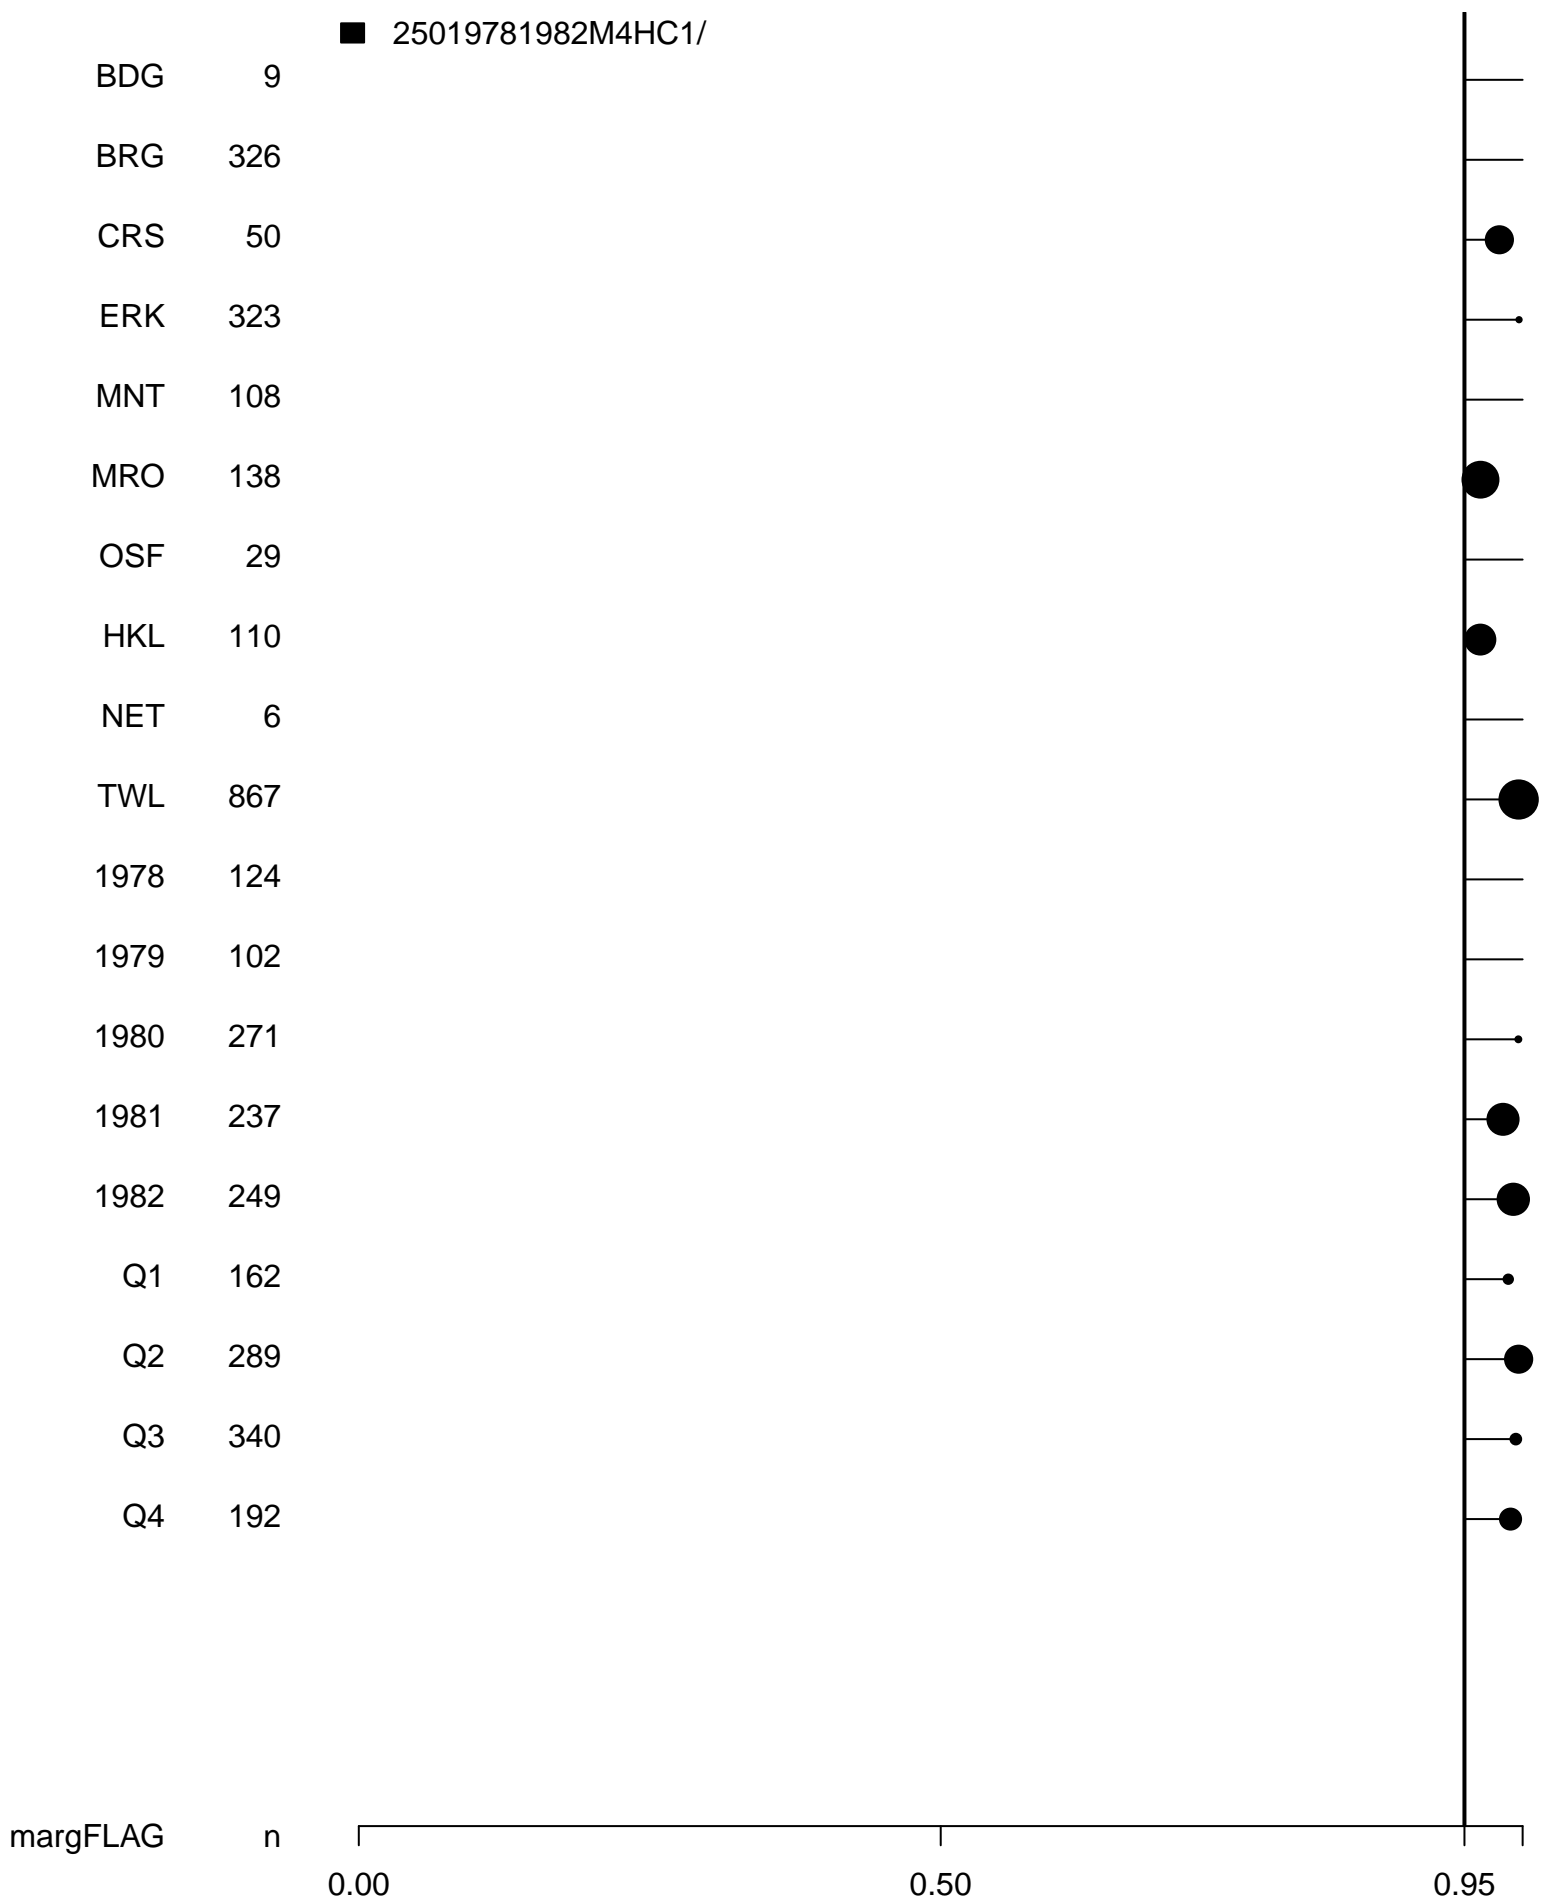 25019781982M4HC1/
BDG 9
BRG 326
CRS 50
ERK 323
MNT 108
MRO 138
OSF 29
HKL 110
NET 6
TWL 867
1978 124
1979 102
1980 271
1981 237
1982 249
Q1 162
Q2 289
Q3 340
Q4 192
margFLAG n
0.00 0.50 0.95